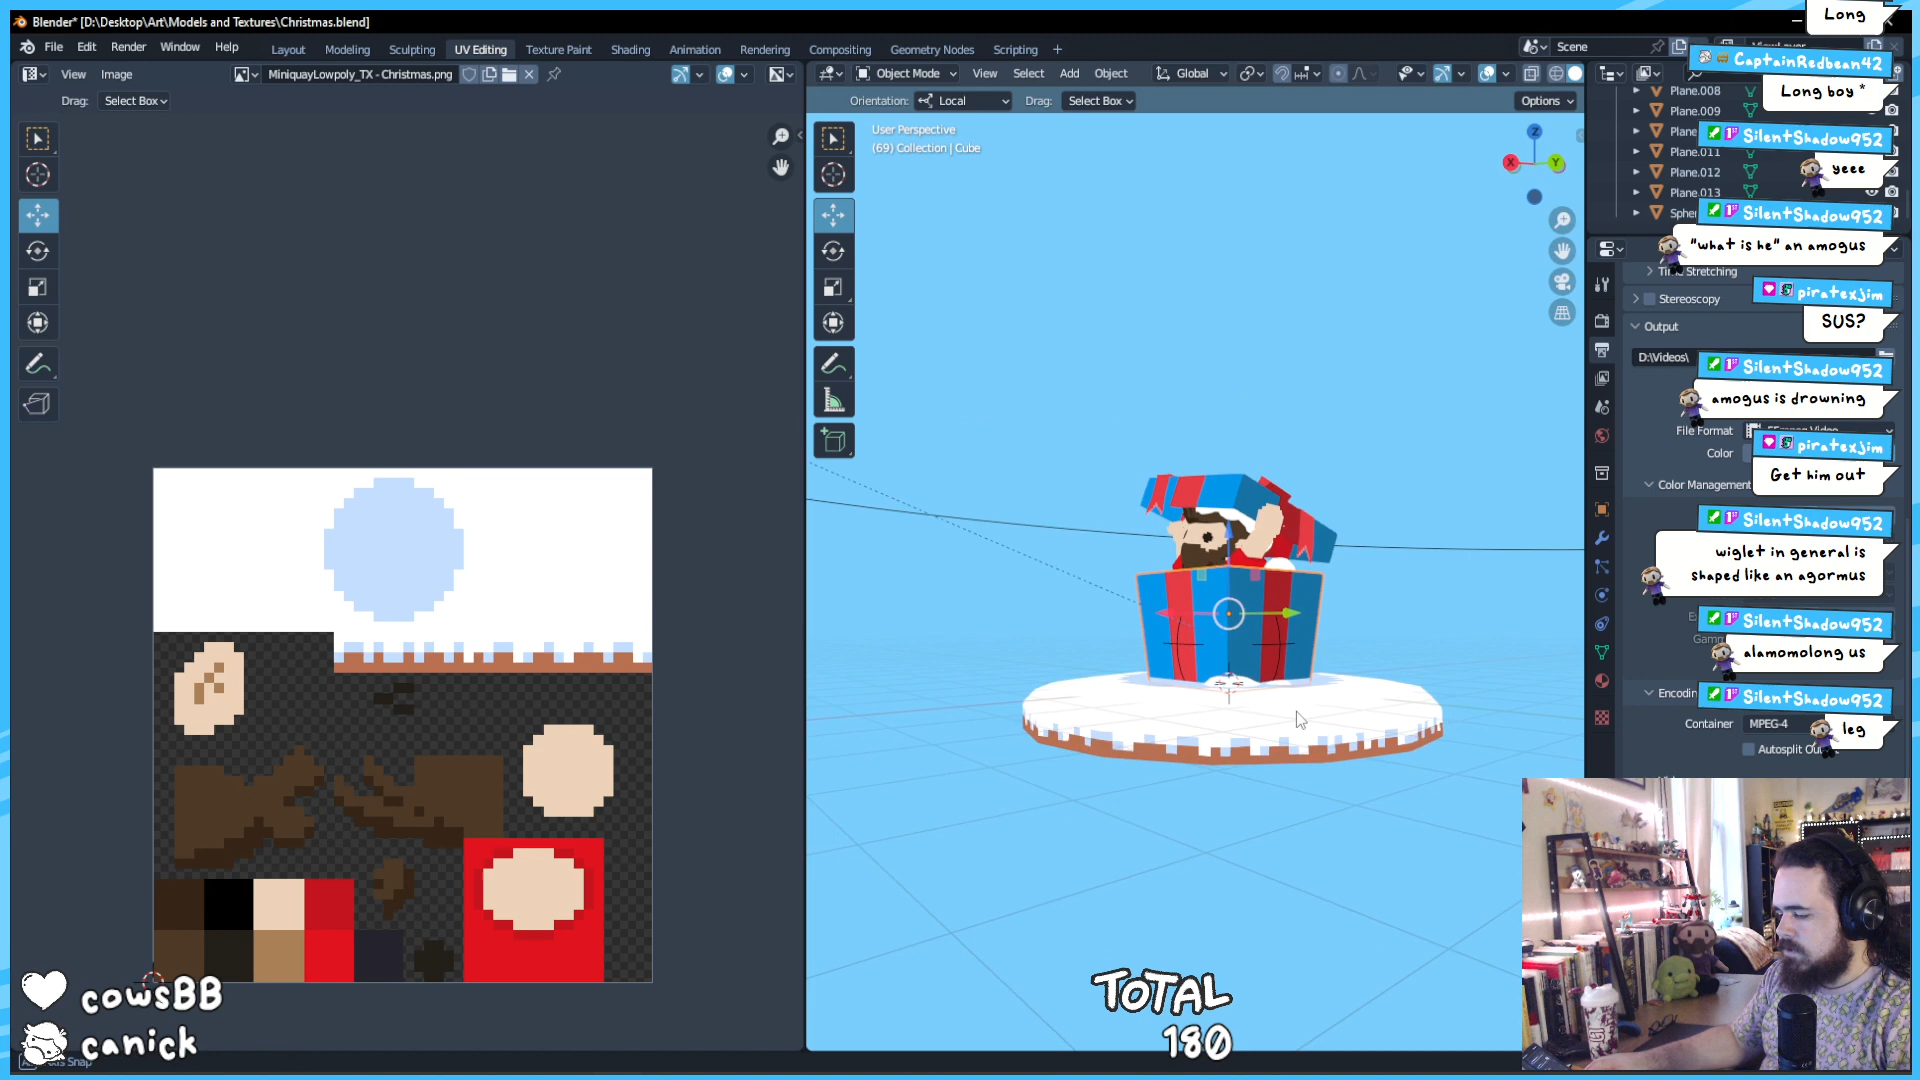 Blender* [D:\Desktop\Art\Models and Textures\Christmas.blend]
File Edit Render Window Help
Layout Modeling Sculpting UV Editing Texture Paint Shading Animation Rendering Compositing Geometry Nodes Scripting +
Scene
View Image
MiniquayLowpoly_TX - Christmas.png
Object Mode View Select Add Object
Global
Drag: Select Box
Orientation: Local Drag: Select Box
Options
User Perspective
(69) Collection | Cube
Z
X
Y
Plane.008
Plane.009
Plane
Plane.011
Plane.012
Plane.013
Stereoscopy
Output
D:\Videos\
File Format
Color
Color Management
Container MPEG-4
Long
CaptainRedbean42
Long boy *
SilentShadow952
yeee
SilentShadow952
"what is he" an amogus
piratexjim
SUS?
SilentShadow952
amogus is drowning
piratexjim
Get him out
SilentShadow952
wiglet in general is
shaped like an agormus
SilentShadow952
alamomolong us
SilentShadow952
leg
cowsBB
canick
TOTAL
180